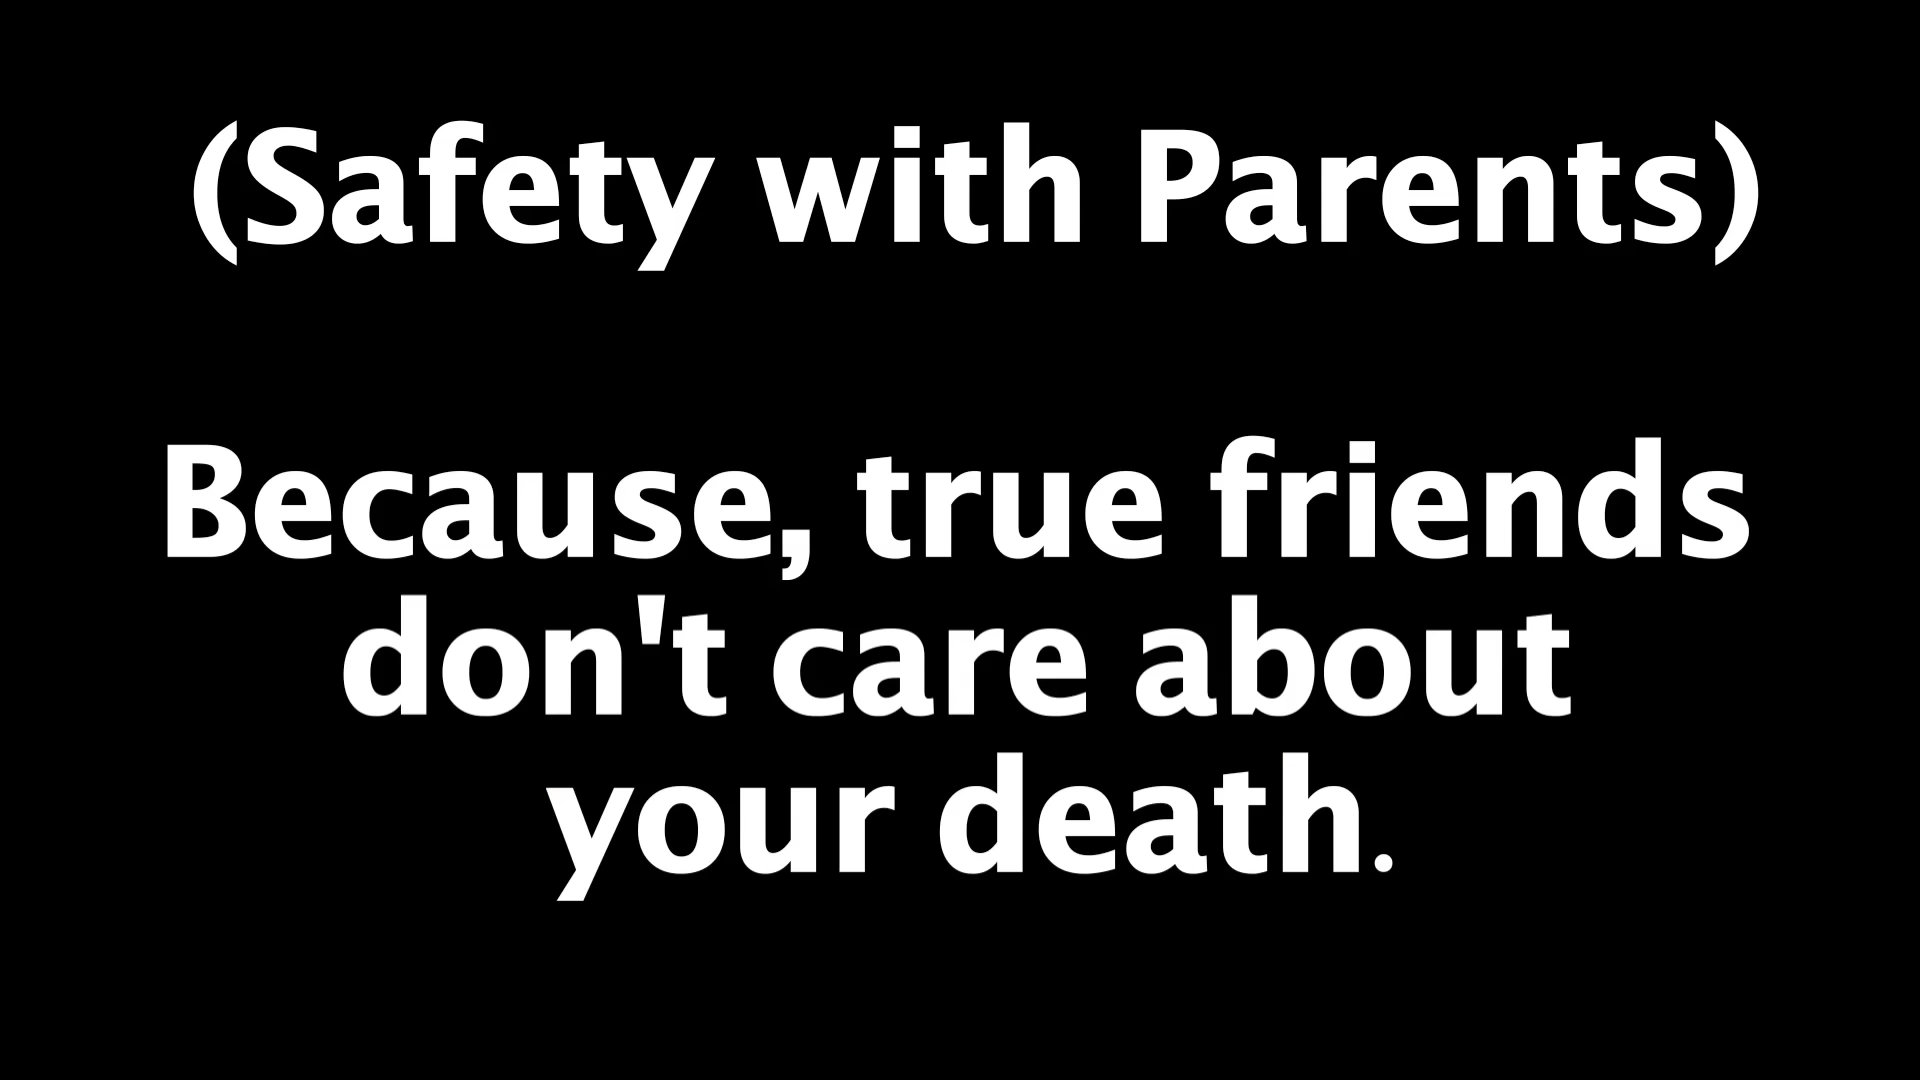 (Safety with Parents)
Because, true friends
don't care about
your death.